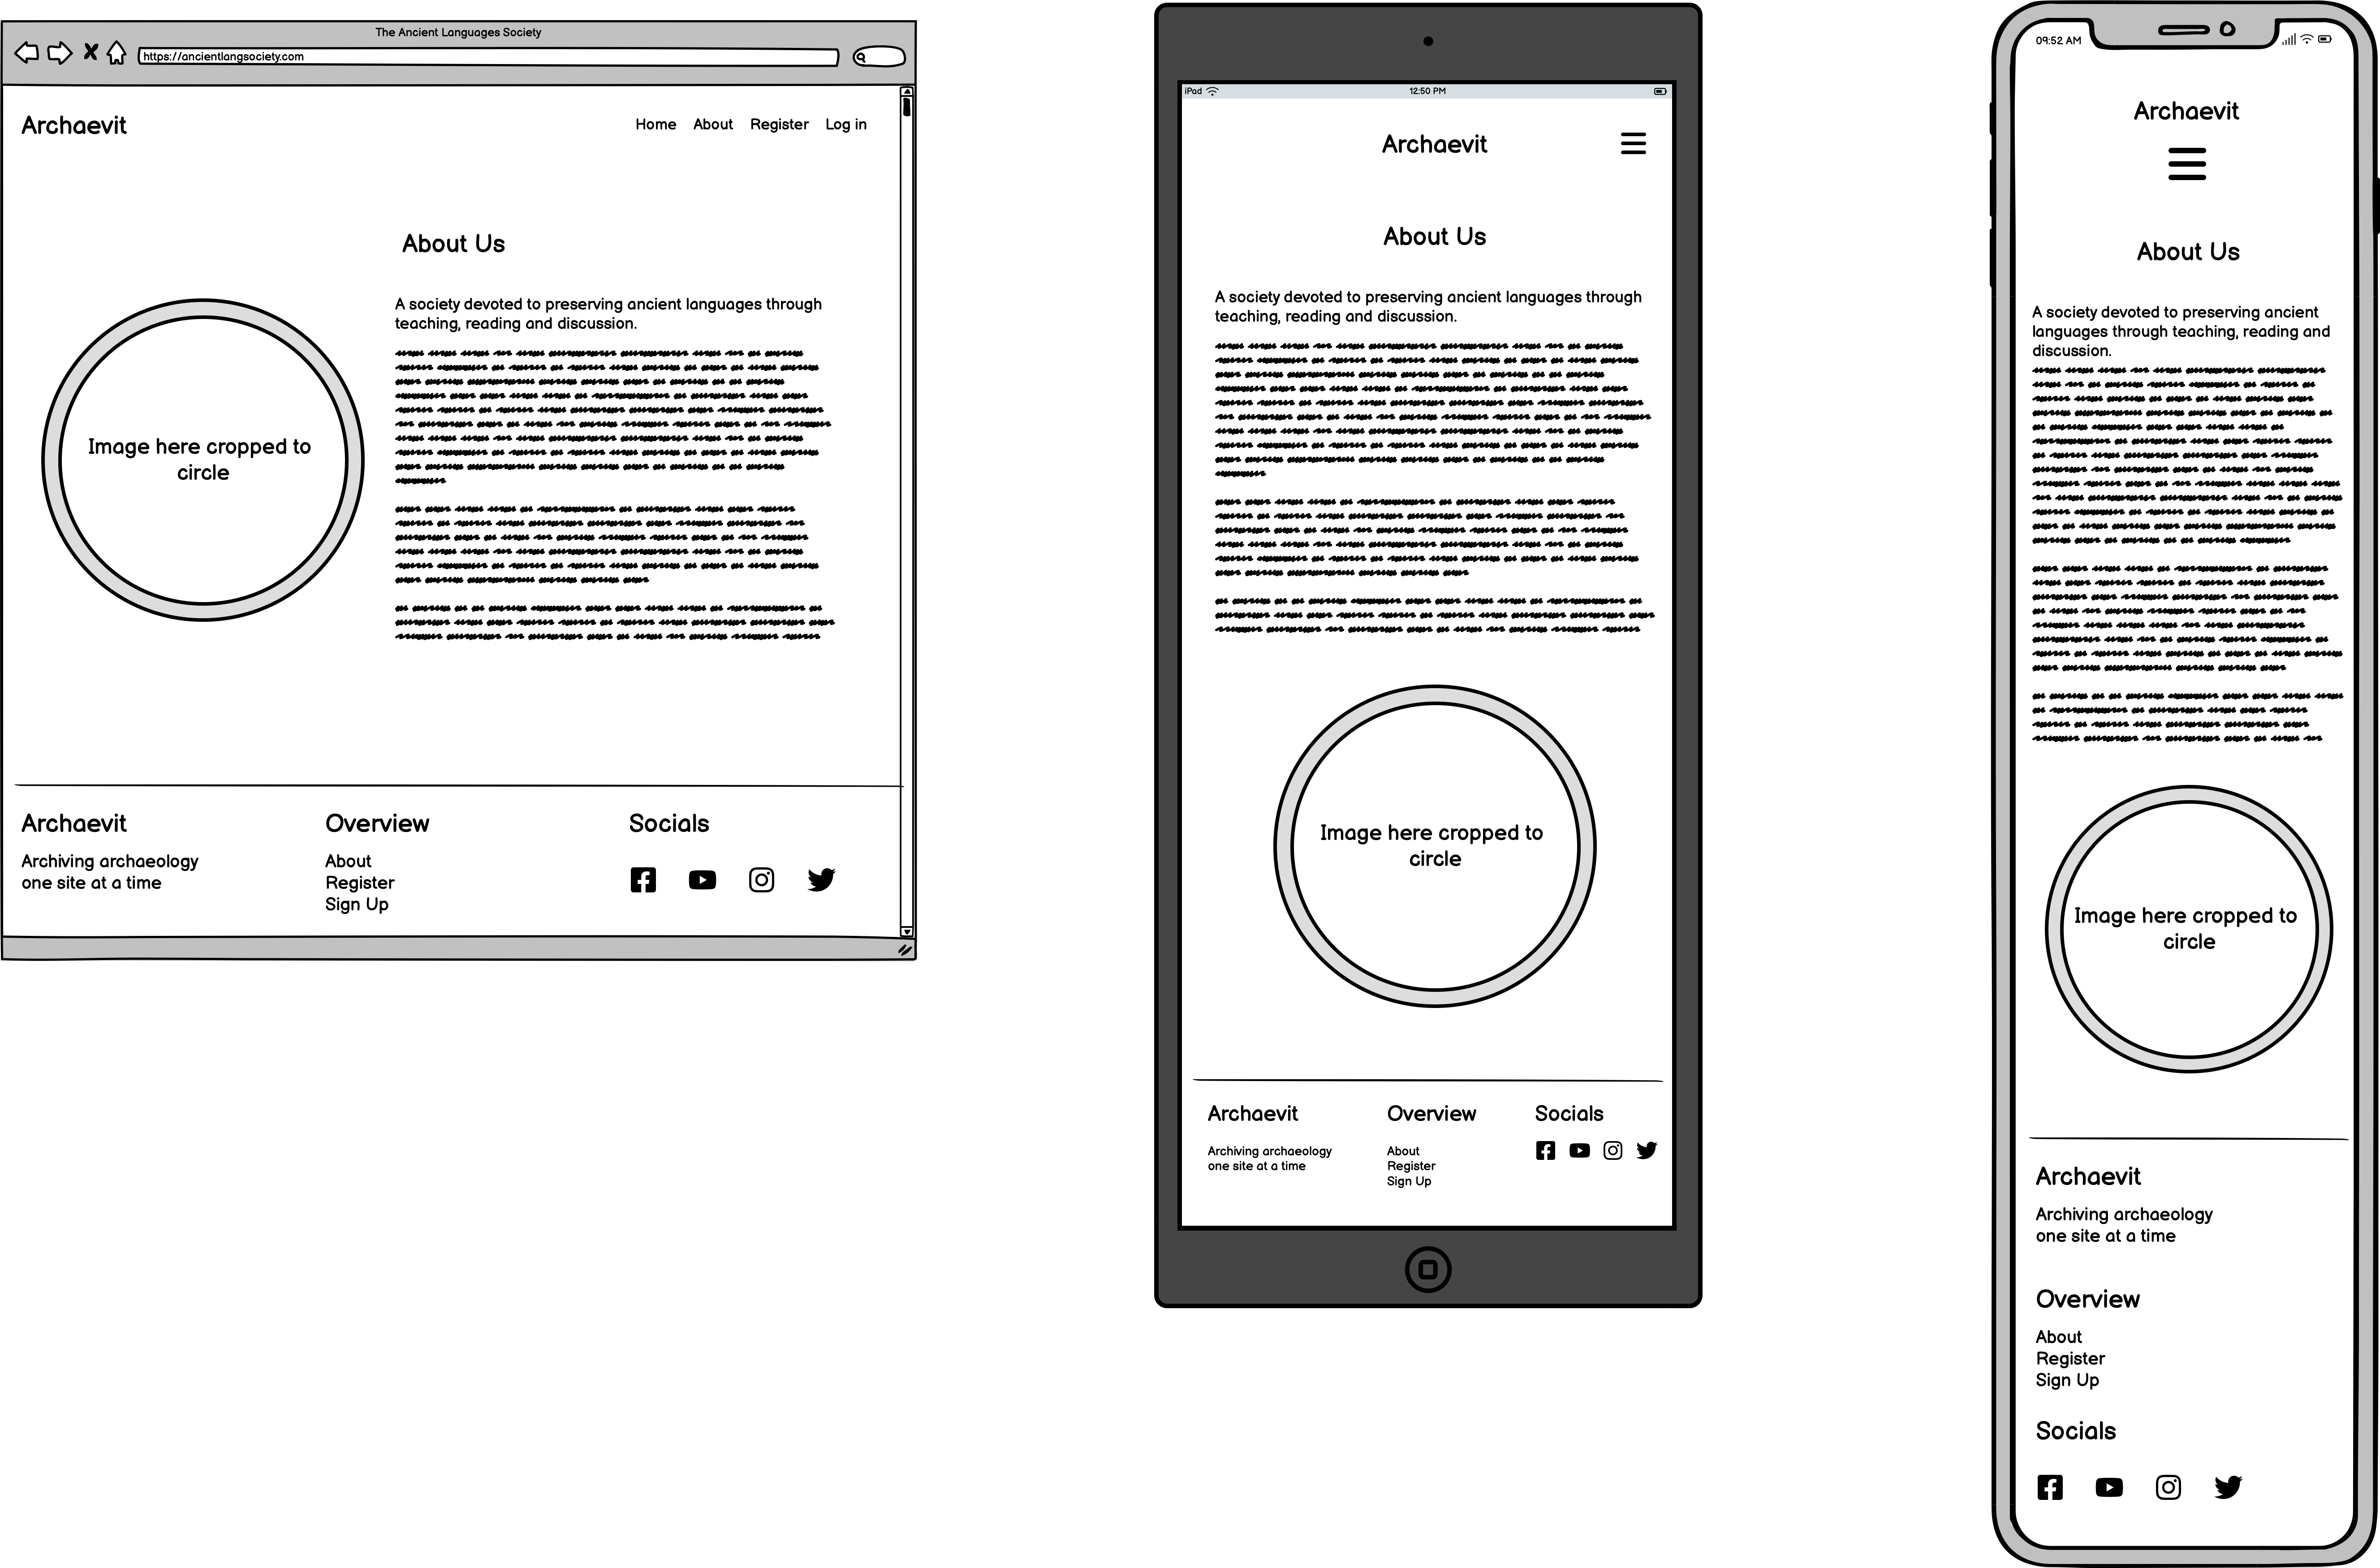 The Ancient Languages Society
https://ancientlangsociety.com
Archaevit
Home About Register Log in
About Us
A society devoted to preserving ancient languages through
teaching, reading and discussion.
Image here cropped to
circle
Archaevit
Archiving archaeology
one site at a time
Overview
About
Register
Sign Up
Socials
iPad 12:50 PM
Archaevit
About Us
A society devoted to preserving ancient languages through
teaching, reading and discussion.
Image here cropped to
circle
Archaevit
Archiving archaeology
one site at a time
Overview
About
Register
Sign Up
Socials
09:52 AM
Archaevit
About Us
A society devoted to preserving ancient
languages through teaching, reading and
discussion.
Image here cropped to
circle
Archaevit
Archiving archaeology
one site at a time
Overview
About
Register
Sign Up
Socials